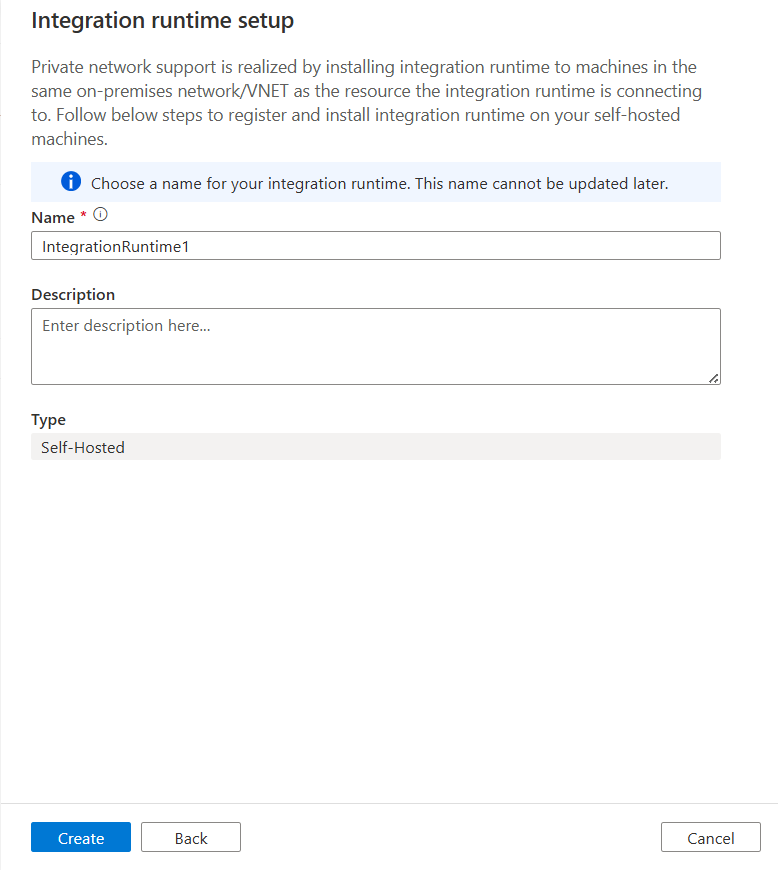 Integration runtime setup
Private network support is realized by installing integration runtime to machines in the
same on-premises network/VNET as the resource the integration runtime is connecting
to. Follow below steps to register and install integration runtime on your self-hosted
machines.
Choose a name for your integration runtime. This name cannot be updated later.
Name *
IntegrationRuntime1
Description
Enter description here...
Type
Self-Hosted
Create Back Cancel